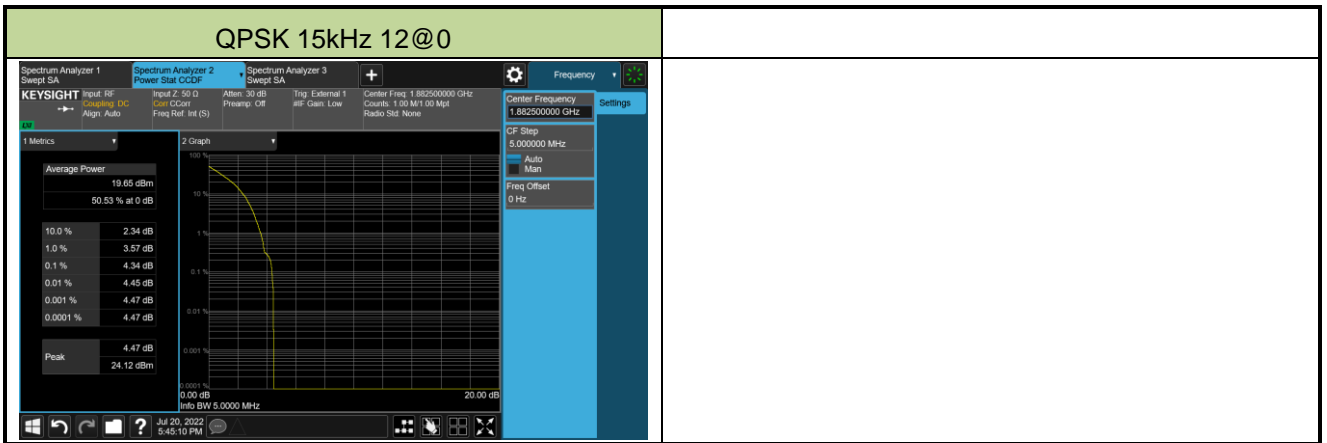 QPSK 15kHz 12@0
Spectrum Analyzer 1
Swept SA
Spectrum Analyzer 2
Power Stat CCDF
Spectrum Analyzer 3
Swept SA
+
Frequency
KEYSIGHT
Input: RF
Coupling: DC
Align: Auto
Input Z: 50 Ω
Corr CCorr
Freq Ref: Int (S)
Atten: 30 dB
Preamp: Off
Trig: External 1
#IF Gain: Low
Center Freq: 1.882500000 GHz
Counts: 1.00 M/1.00 Mpt
Radio Std: None
Center Frequency
1.882500000 GHz
Settings
CF Step
5.000000 MHz
Auto
Man
Freq Offset
0 Hz
1 Metrics
Average Power
19.65 dBm
50.53 % at 0 dB
10.0 % 2.34 dB
1.0 % 3.57 dB
0.1 % 4.34 dB
0.01 % 4.45 dB
0.001 % 4.47 dB
0.0001 % 4.47 dB
Peak
4.47 dB
24.12 dBm
2 Graph
100 %
10 %
1 %
0.1 %
0.01 %
0.001 %
0.0001 %
0.00 dB
20.00 dB
Info BW 5.0000 MHz
?
Jul 20, 2022
5:45:10 PM